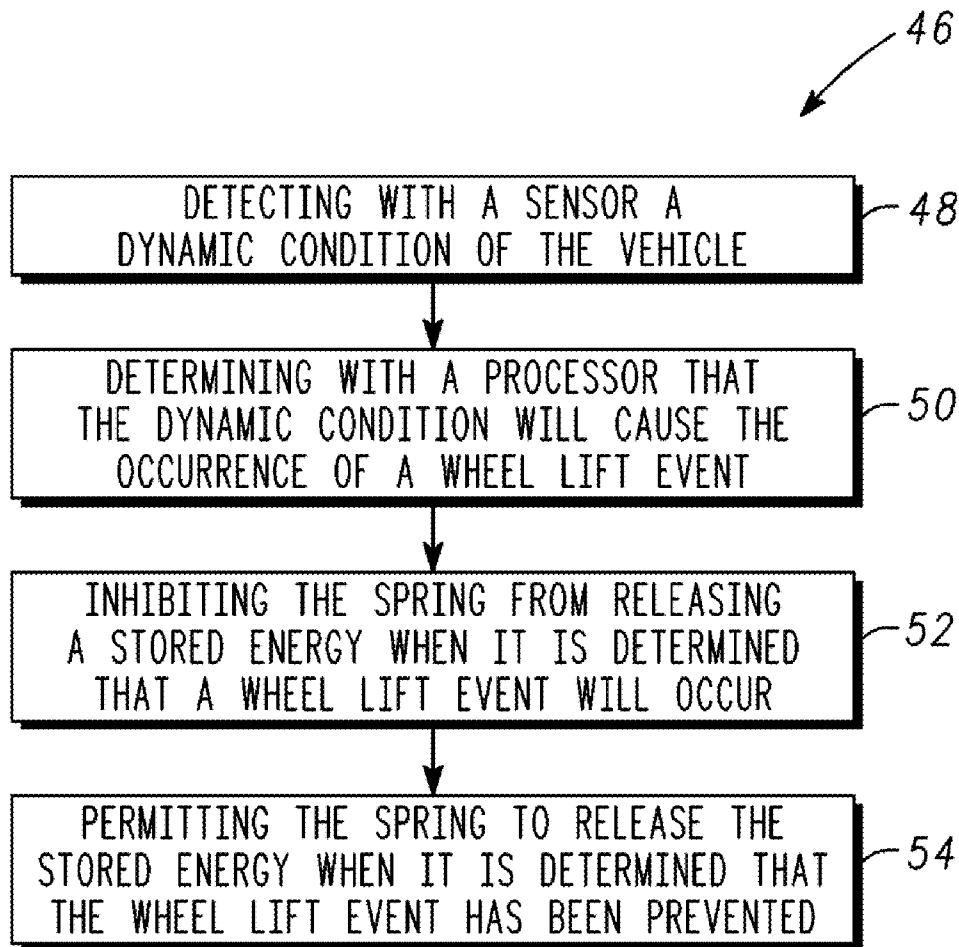 46
DETECTING WITH A SENSOR A
DYNAMIC CONDITION OF THE VEHICLE
48
DETERMINING WITH A PROCESSOR THAT
THE DYNAMIC CONDITION WILL CAUSE THE
OCCURRENCE OF A WHEEL LIFT EVENT
50
INHIBITING THE SPRING FROM RELEASING
A STORED ENERGY WHEN IT IS DETERMINED
THAT A WHEEL LIFT EVENT WILL OCCUR
52
PERMITTING THE SPRING TO RELEASE THE
STORED ENERGY WHEN IT IS DETERMINED THAT
THE WHEEL LIFT EVENT HAS BEEN PREVENTED
54